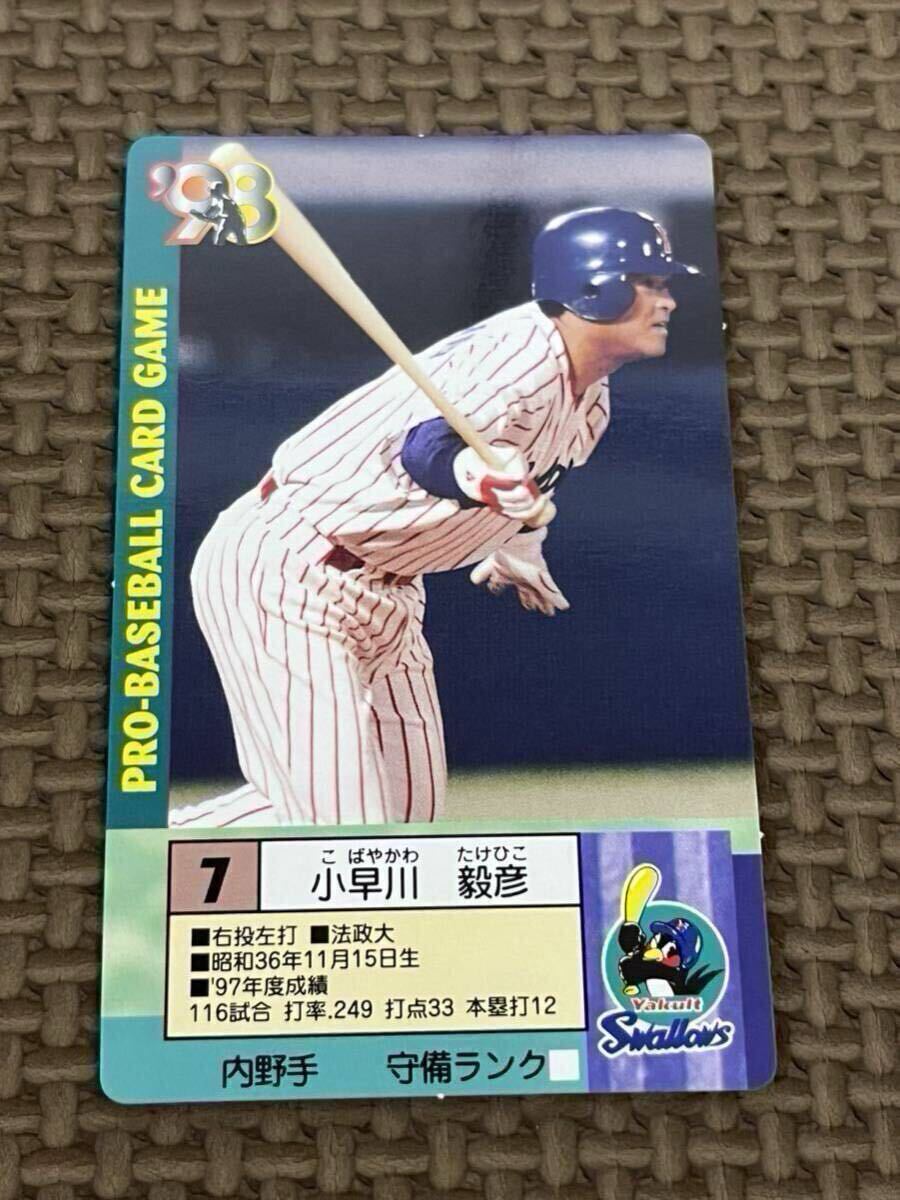 '98
PRO-BASEBALL CARD GAME
7
こばやかわ たけひこ
小早川 毅彦
■右投左打 ■法政大
■昭和36年11月15日生
■'97年度成績
116試合 打率.249 打点33 本塁打12
内野手 守備ランク
Yakult
Swallows